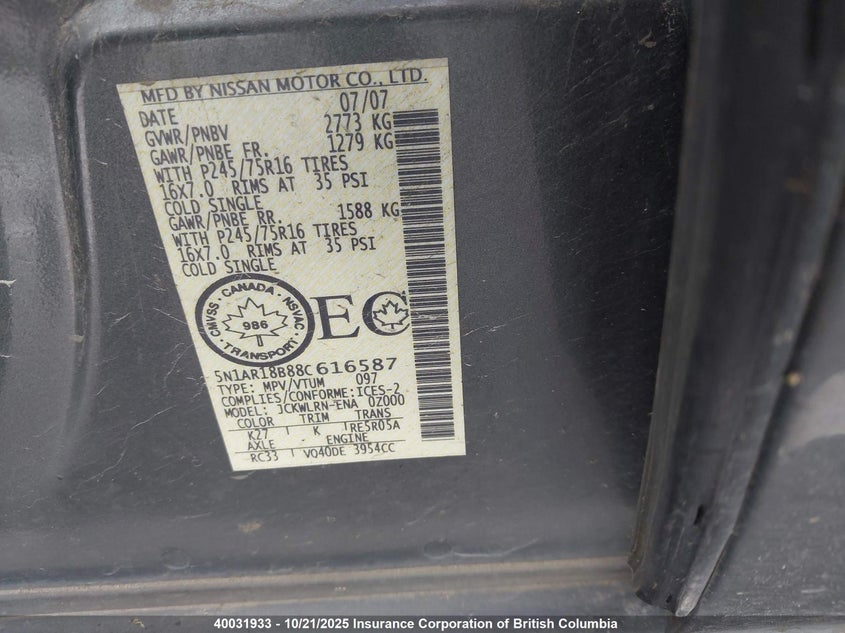 MFD BY NISSAN MOTOR CO., LTD.
DATE 07/07
GVWR/PNBV 2773 KG
GAWR/PNBE FR. 1279 KG
WITH P245/75R16 TIRES
16x7.0 RIMS AT 35 PSI
COLD SINGLE
GAWR/PNBE RR. 1588 KG
WITH P245/75R16 TIRES
16x7.0 RIMS AT 35 PSI
COLD SINGLE
CMVSS · CANADA · NSVAC · TRANSPORT ·
986
EC
5N1AR18B88C616587
TYPE: MPV/VTUM 097
COMPLIES/CONFORME:ICES-2
MODEL: JCKWLRN-ENA 0Z000
COLOR TRIM TRANS
K27 K RE5R05A
AXLE ENGINE
RC33 VQ40DE 3954CC
40031933 - 10/21/2025 Insurance Corporation of British Columbia